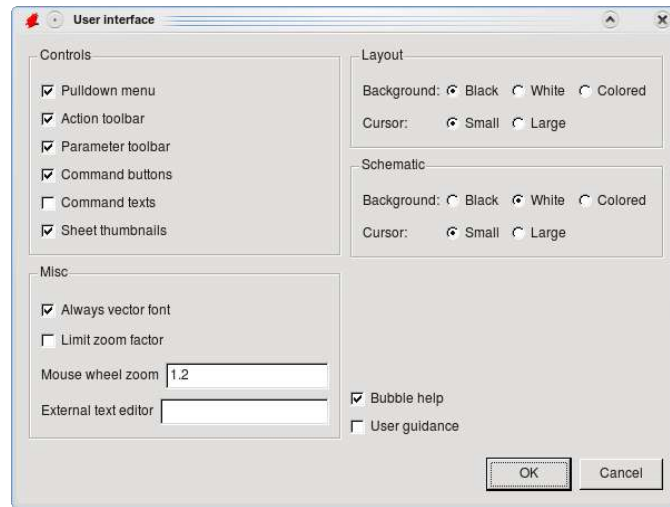 User interface
Controls
Pulldown menu
Action toolbar
Parameter toolbar
Command buttons
Command texts
Sheet thumbnails
Misc
Always vector font
Limit zoom factor
Mouse wheel zoom 1.2
External text editor
Layout
Background: Black White Colored
Cursor: Small Large
Schematic
Background: Black White Colored
Cursor: Small Large
Bubble help
User guidance
OK Cancel